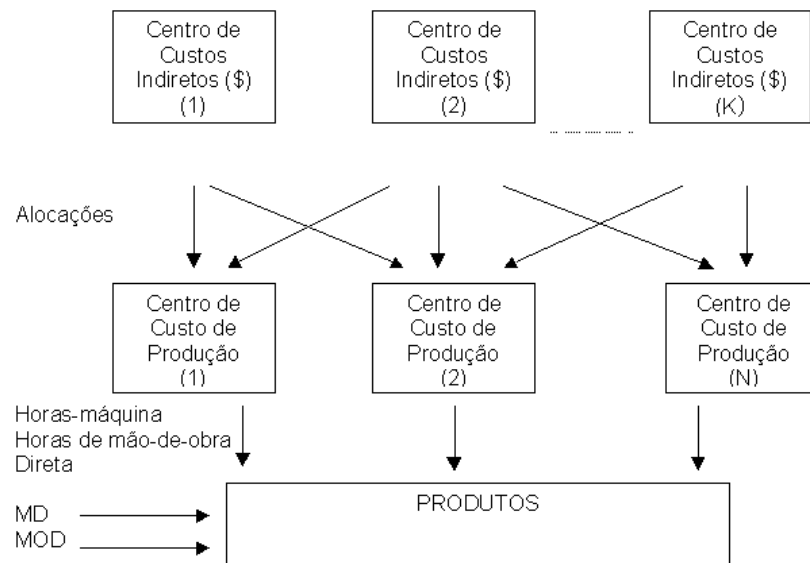 Centro de
Custos
Indiretos ($)
(1)
Centro de
Custos
Indiretos ($)
(2)
Centro de
Custos
Indiretos ($)
(K)
Alocações
Centro de
Custo de
Produção
(1)
Centro de
Custo de
Produção
(2)
Centro de
Custo de
Produção
(N)
Horas-máquina
Horas de mão-de-obra
Direta
PRODUTOS
MD
MOD